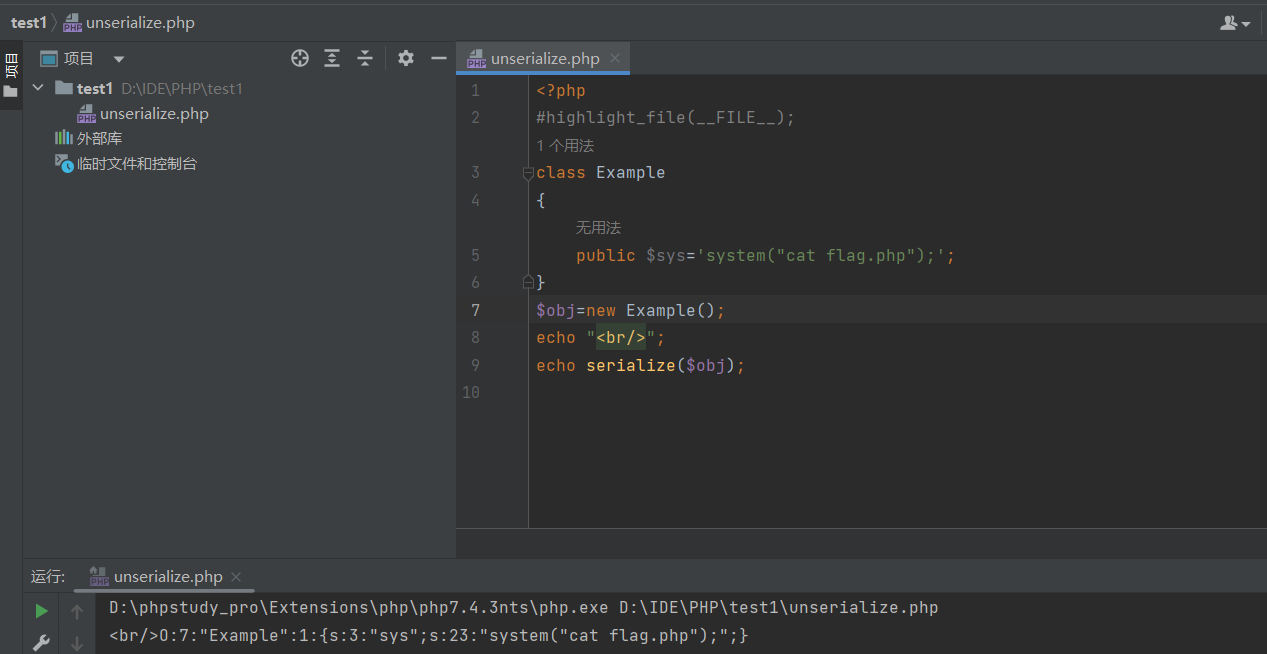 test1 unserialize.php
项目
项目
unserialize.php
test1 D:\IDE\PHP\test1
unserialize.php
外部库
临时文件和控制台
1 <?php
2 #highlight_file(__FILE__);
1 个用法
3 class Example
4 {
无用法
5 public $sys='system("cat flag.php");';
6 }
7 $obj=new Example();
8 echo "<br/>";
9 echo serialize($obj);
10
运行: unserialize.php
D:\phpstudy_pro\Extensions\php\php7.4.3nts\php.exe D:\IDE\PHP\test1\unserialize.php
<br/>O:7:"Example":1:{s:3:"sys";s:23:"system("cat flag.php");";}